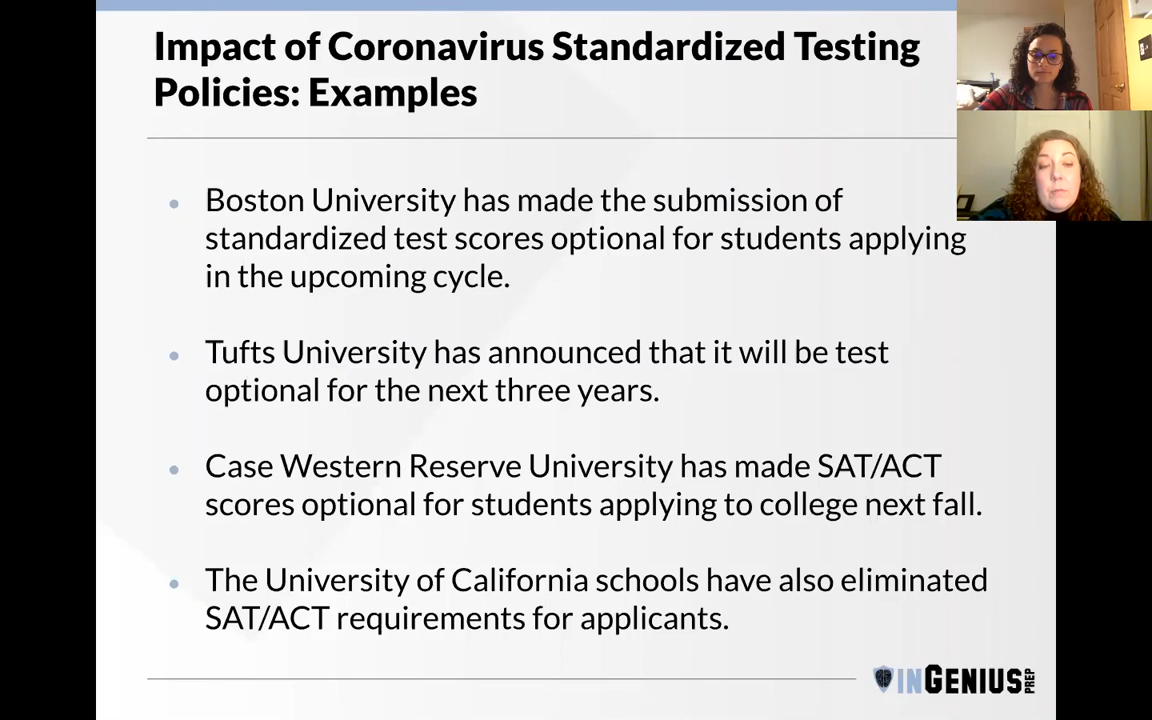 Impact of Coronavirus Standardized Testing
Policies: Examples
Boston University has made the submission of
standardized test scores optional for students applying
in the upcoming cycle.
Tufts University has announced that it will be test
optional for the next three years.
Case Western Reserve University has made SAT/ACT
scores optional for students applying to college next fall.
The University of California schools have also eliminated
SAT/ACT requirements for applicants.
INGENIUS PREP